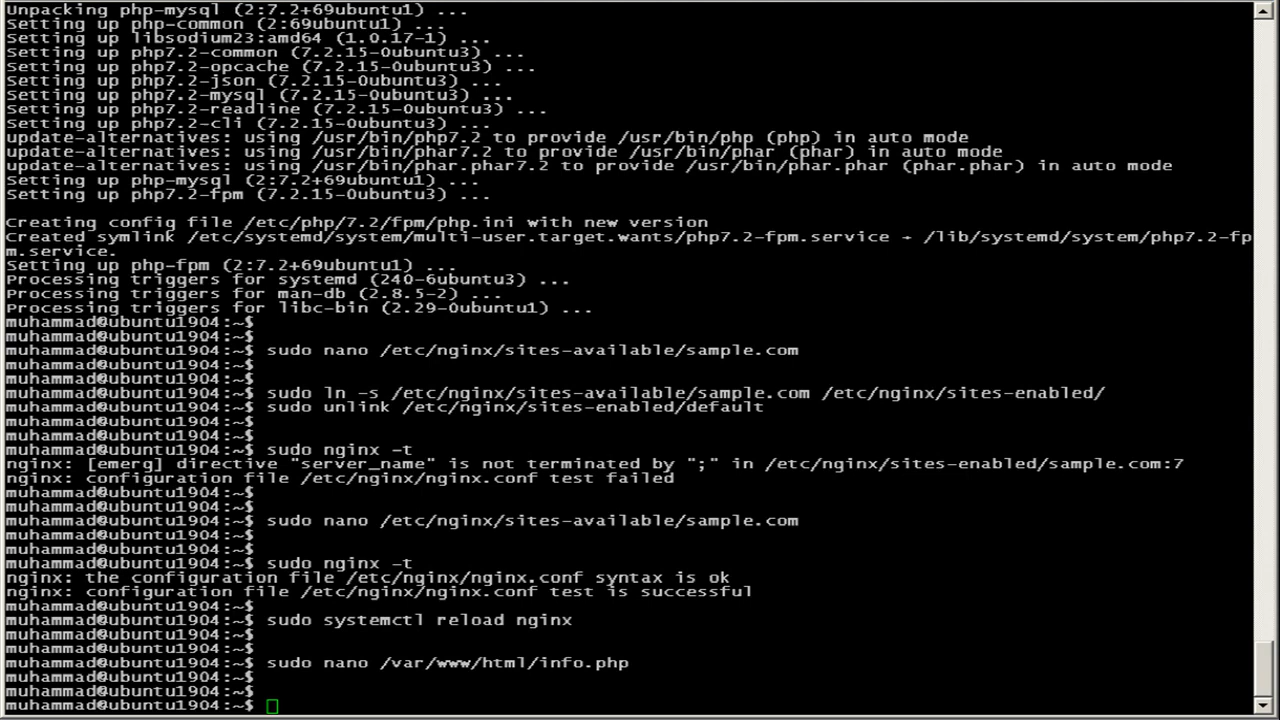 Unpacking php-mysql (2:7.2+69ubuntu1) ...
Setting up php-common (2:69ubuntu1) ...
Setting up libsodium23:amd64 (1.0.17-1) ...
Setting up php7.2-common (7.2.15-0ubuntu3) ...
Setting up php7.2-opcache (7.2.15-0ubuntu3) ...
Setting up php7.2-json (7.2.15-0ubuntu3) ...
Setting up php7.2-mysql (7.2.15-0ubuntu3) ...
Setting up php7.2-readline (7.2.15-0ubuntu3) ...
Setting up php7.2-cli (7.2.15-0ubuntu3) ...
update-alternatives: using /usr/bin/php7.2 to provide /usr/bin/php (php) in auto mode
update-alternatives: using /usr/bin/phar7.2 to provide /usr/bin/phar (phar) in auto mode
update-alternatives: using /usr/bin/phar.phar7.2 to provide /usr/bin/phar.phar (phar.phar) in auto mode
Setting up php-mysql (2:7.2+69ubuntu1) ...
Setting up php7.2-fpm (7.2.15-0ubuntu3) ...
Creating config file /etc/php/7.2/fpm/php.ini with new version
Created symlink /etc/systemd/system/multi-user.target.wants/php7.2-fpm.service → /lib/systemd/system/php7.2-fp
m.service.
Setting up php-fpm (2:7.2+69ubuntu1) ...
Processing triggers for systemd (240-6ubuntu3) ...
Processing triggers for man-db (2.8.5-2) ...
Processing triggers for libc-bin (2.29-0ubuntu1) ...
muhammad@ubuntu1904:~$
muhammad@ubuntu1904:~$
muhammad@ubuntu1904:~$ sudo nano /etc/nginx/sites-available/sample.com
muhammad@ubuntu1904:~$
muhammad@ubuntu1904:~$
muhammad@ubuntu1904:~$ sudo ln -s /etc/nginx/sites-available/sample.com /etc/nginx/sites-enabled/
muhammad@ubuntu1904:~$ sudo unlink /etc/nginx/sites-enabled/default
muhammad@ubuntu1904:~$
muhammad@ubuntu1904:~$
muhammad@ubuntu1904:~$ sudo nginx -t
nginx: [emerg] directive "server_name" is not terminated by ";" in /etc/nginx/sites-enabled/sample.com:7
nginx: configuration file /etc/nginx/nginx.conf test failed
muhammad@ubuntu1904:~$
muhammad@ubuntu1904:~$
muhammad@ubuntu1904:~$ sudo nano /etc/nginx/sites-available/sample.com
muhammad@ubuntu1904:~$
muhammad@ubuntu1904:~$
muhammad@ubuntu1904:~$ sudo nginx -t
nginx: the configuration file /etc/nginx/nginx.conf syntax is ok
nginx: configuration file /etc/nginx/nginx.conf test is successful
muhammad@ubuntu1904:~$
muhammad@ubuntu1904:~$ sudo systemctl reload nginx
muhammad@ubuntu1904:~$
muhammad@ubuntu1904:~$
muhammad@ubuntu1904:~$ sudo nano /var/www/html/info.php
muhammad@ubuntu1904:~$
muhammad@ubuntu1904:~$
muhammad@ubuntu1904:~$